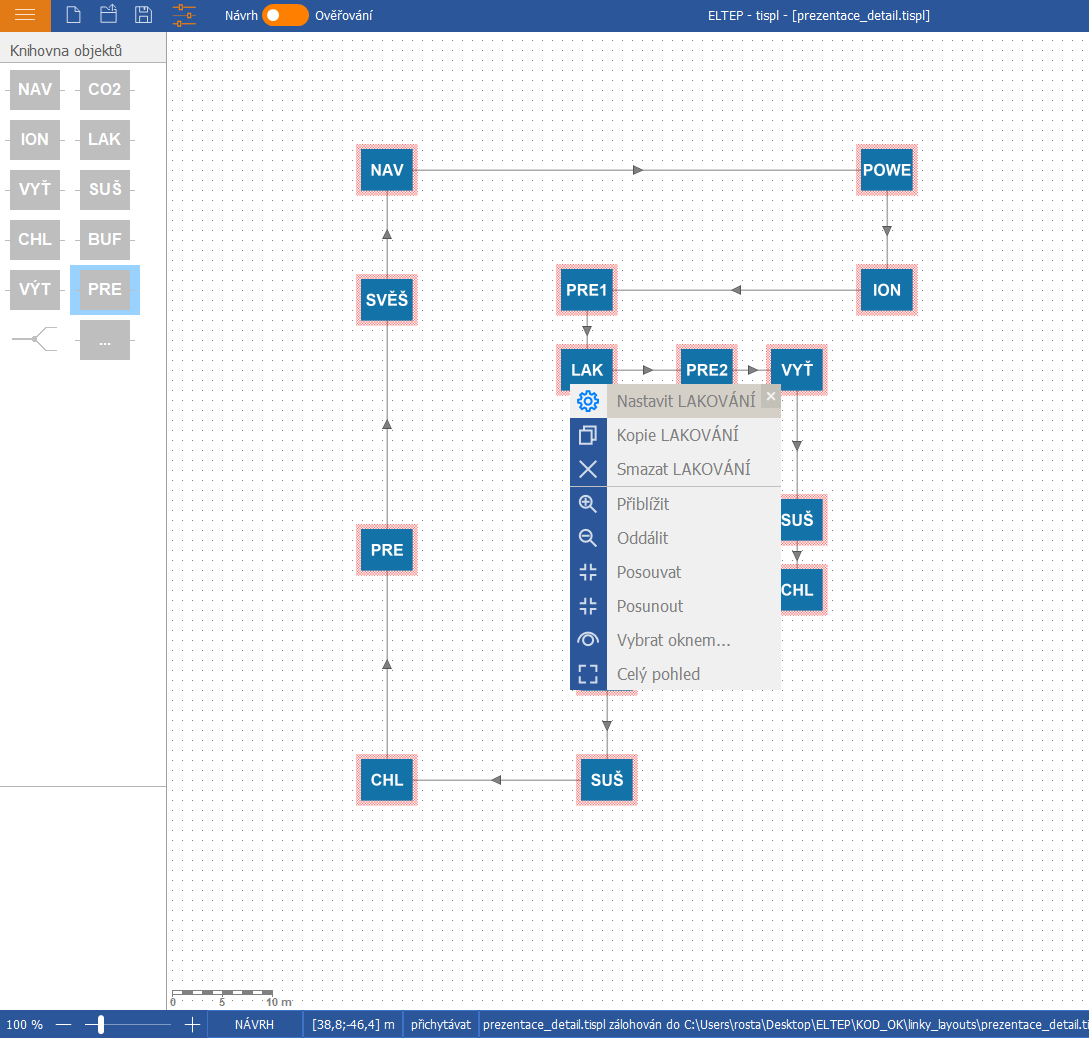 Návrh Ověřování ELTEP - tispl - [prezentace_detail.tispl]
Knihovna objektů
NAV CO2
ION LAK
VYŤ SUŠ
CHL BUF
VÝT PRE
...
NAV POWE
SVĚŠ PRE1 ION
LAK PRE2 VYŤ
Nastavit LAKOVÁNÍ
Kopie LAKOVÁNÍ
Smazat LAKOVÁNÍ
Přiblížit
Oddálit
Posouvat
Posunout
Vybrat oknem...
Celý pohled
SUŠ
PRE
CHL
CHL SUŠ
0 5 10 m
100 % NÁVRH [38,8;-46,4] m přichytávat prezentace_detail.tispl zálohován do C:\Users\rosta\Desktop\ELTEP\KOD_OK\linky_layouts\prezentace_detail.ti